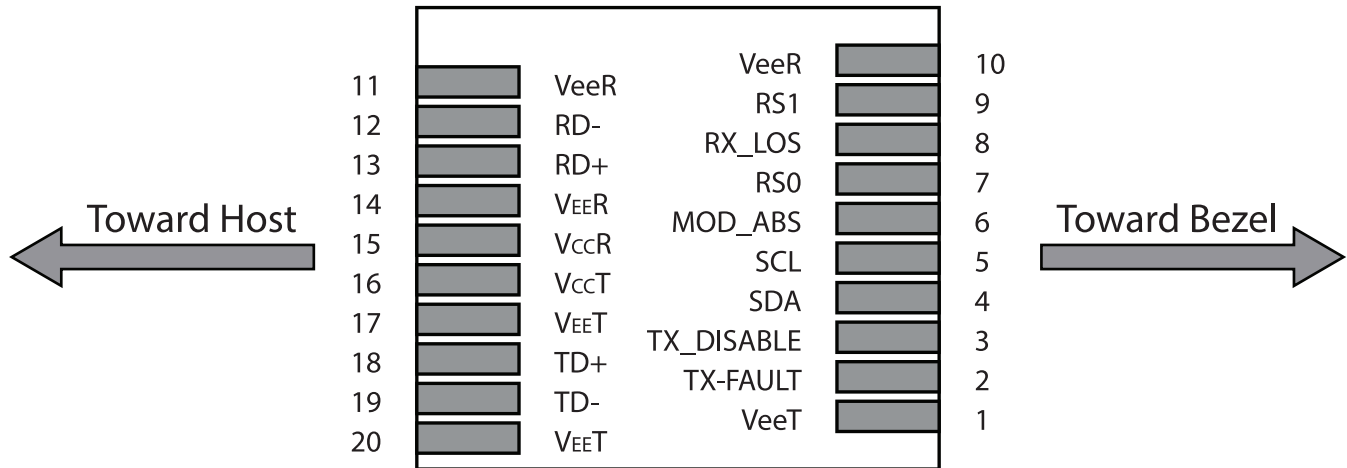 VeeR 10
11 VeeR
RS1 9
12 RD-
RX_LOS 8
13 RD+
RS0 7
14 VEER
MOD_ABS 6
15 VCCR
SCL 5
16 VCCT
SDA 4
17 VEET
TX_DISABLE 3
18 TD+
TX-FAULT 2
19 TD-
VeeT 1
20 VEET
Toward Host
Toward Bezel